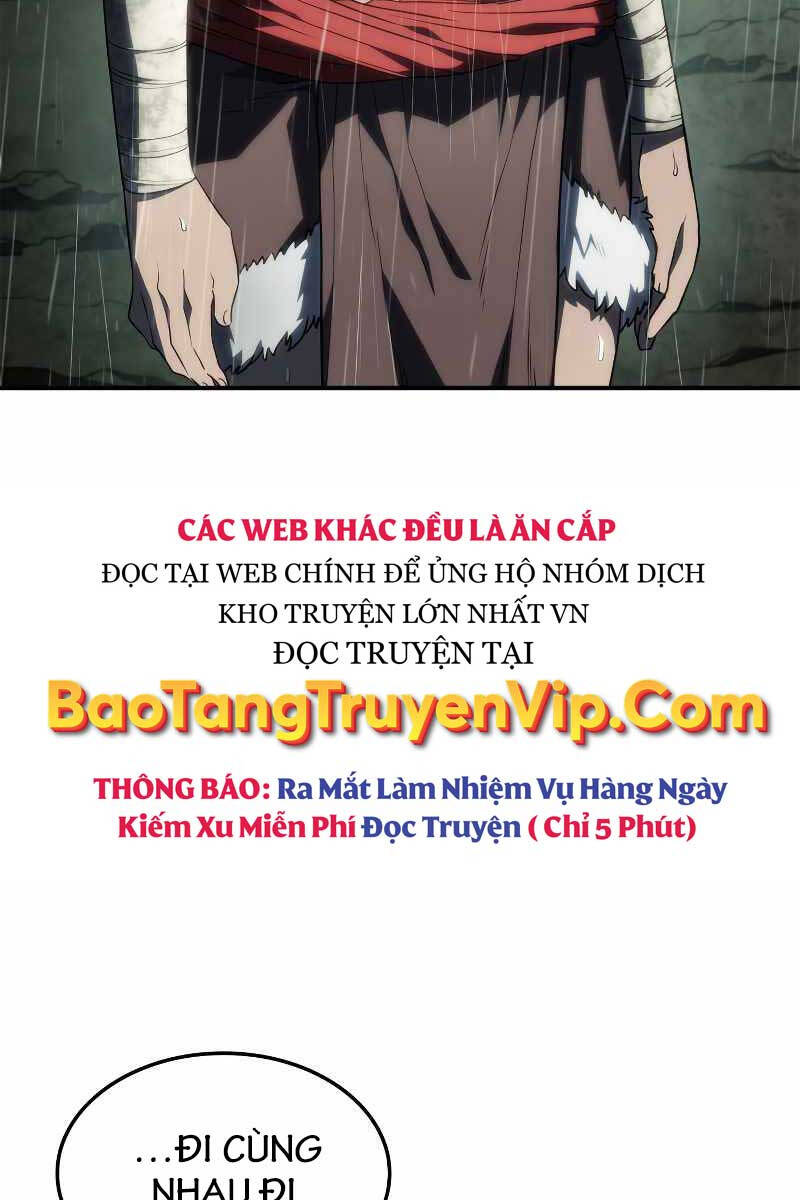 CÁC WEB KHÁC ĐỀU LÀ ĂN CẮP
ĐỌC TẠI WEB CHÍNH ĐỂ ỦNG HỘ NHÓM DỊCH
KHO TRUYỆN LỚN NHẤT VN
ĐỌC TRUYỆN TẠI
BaoTangTruyenVip.Com
THÔNG BÁO: Ra Mắt Làm Nhiệm Vụ Hàng Ngày
Kiếm Xu Miễn Phí Đọc Truyện ( Chỉ 5 Phút)
...ĐI CÙNG
NHAU ĐI